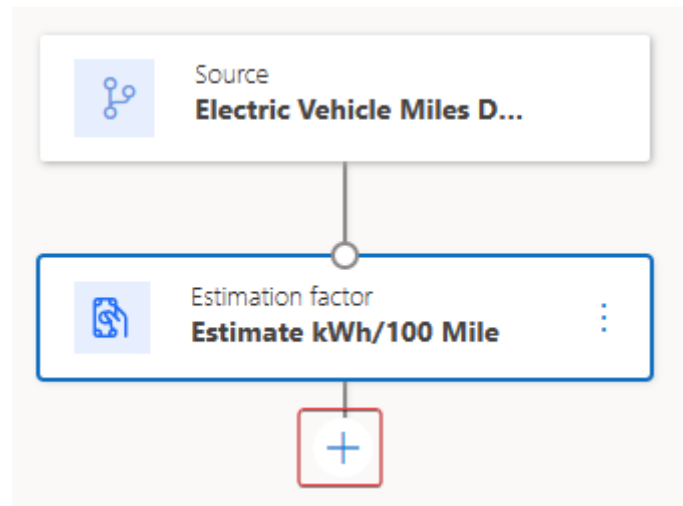 Source
Electric Vehicle Miles D...
Estimation factor
Estimate kWh/100 Mile